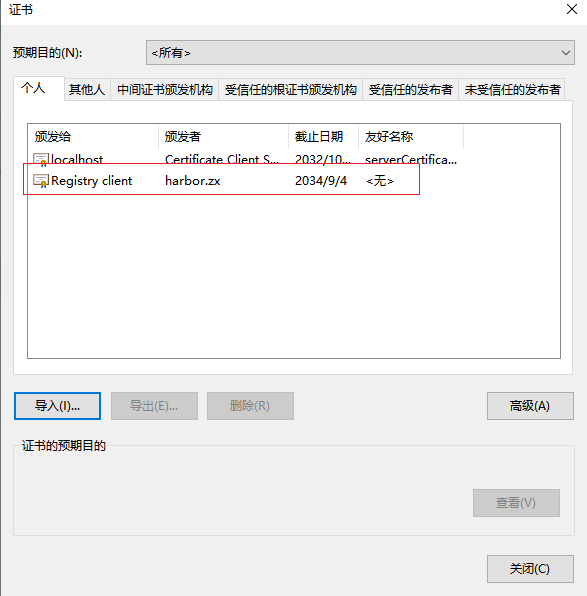 证书
预期目的(N): <所有>
个人 其他人 中间证书颁发机构 受信任的根证书颁发机构 受信任的发布者 未受信任的发布者
颁发给 颁发者 截止日期 友好名称
localhost Certificate Client S... 2032/10... serverCertifica...
Registry client harbor.zx 2034/9/4 <无>
导入(I)... 导出(E)... 删除(R) 高级(A)
证书的预期目的
查看(V)
关闭(C)